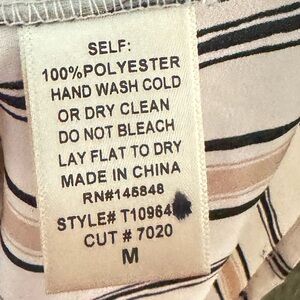 SELF:
100%POLYESTER
HAND WASH COLD
OR DRY CLEAN
DO NOT BLEACH
LAY FLAT TO DRY
MADE IN CHINA
RN#145848
STYLE# T10964
CUT # 7020
M